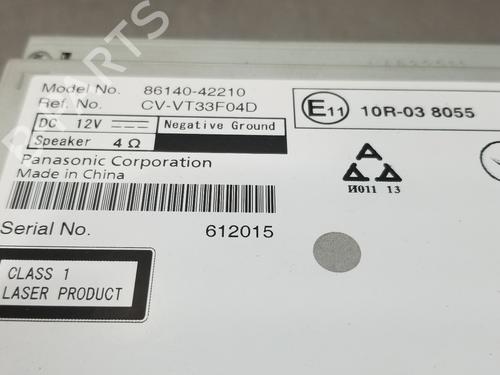 PARTS
Model No. 86140-42210
Ref. No. CV-VT33F04D
DC 12V Negative Ground
Speaker 4 Ω
Panasonic Corporation
Made in China
E11 10R-03 8055
И011 13
Serial No. 612015
CLASS 1
LASER PRODUCT